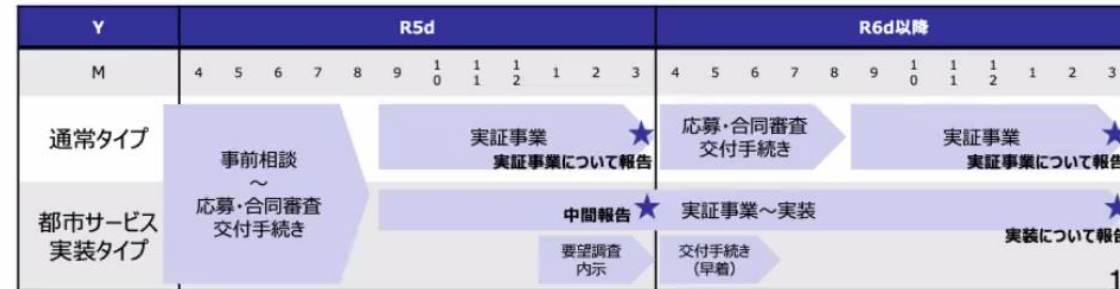 Y R5d R6d以降
M 4 5 6 7 8 9 10 11 12 1 2 3 4 5 6 7 8 9 10 11 12 1 2 3
通常タイプ
事前相談
～
応募・合同審査
交付手続き
実証事業
実証事業について報告
応募・合同審査
交付手続き
実証事業
実証事業について報告
都市サービス
実装タイプ
中間報告
実証事業～実装
実装について報告
要望調査
内示
交付手続き
（早着）
1